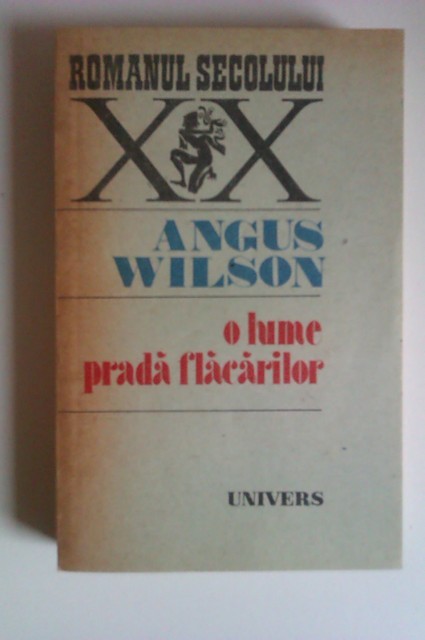 ROMANUL SECOLULUI
XX
ANGUS
WILSON
o lume
pradă flăcărilor
UNIVERS